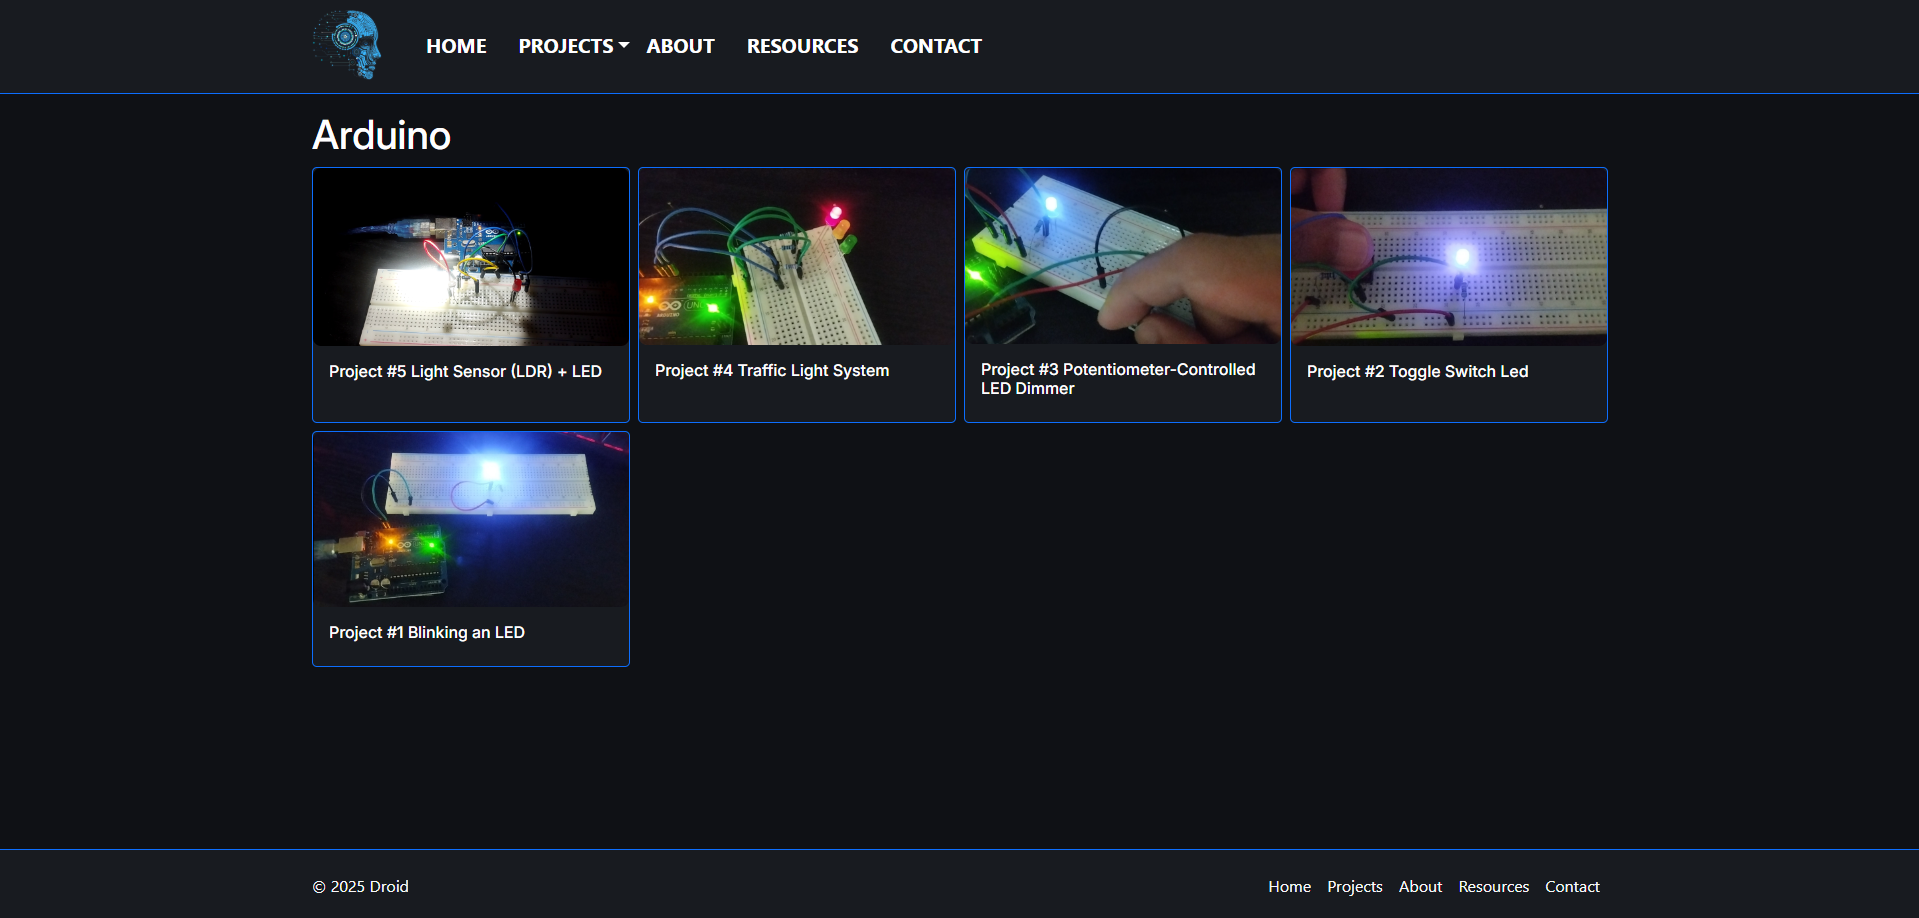 HOME PROJECTS ABOUT RESOURCES CONTACT
Arduino
Project #5 Light Sensor (LDR) + LED
Project #4 Traffic Light System
Project #3 Potentiometer-Controlled
LED Dimmer
Project #2 Toggle Switch Led
Project #1 Blinking an LED
© 2025 Droid
Home Projects About Resources Contact